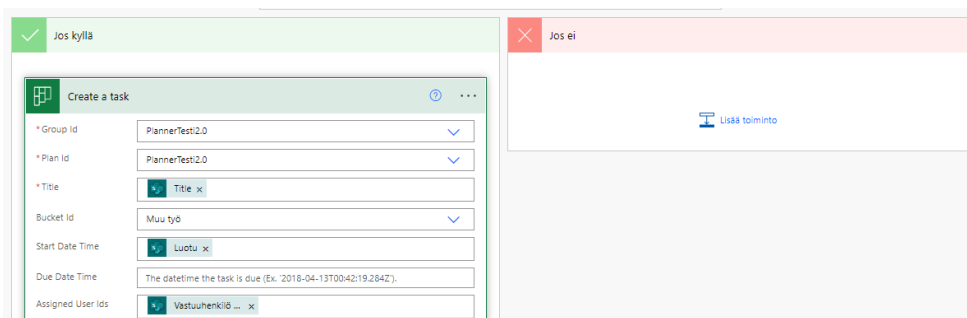 Jos kyllä
Jos ei
Create a task
* Group Id
PlannerTesti2.0
* Plan Id
PlannerTesti2.0
* Title
Title ×
Bucket Id
Muu työ
Start Date Time
Luotu ×
Due Date Time
The datetime the task is due (Ex. '2018-04-13T00:42:19.284Z').
Assigned User Ids
Vastuuhenkilö ... ×
Lisää toiminto